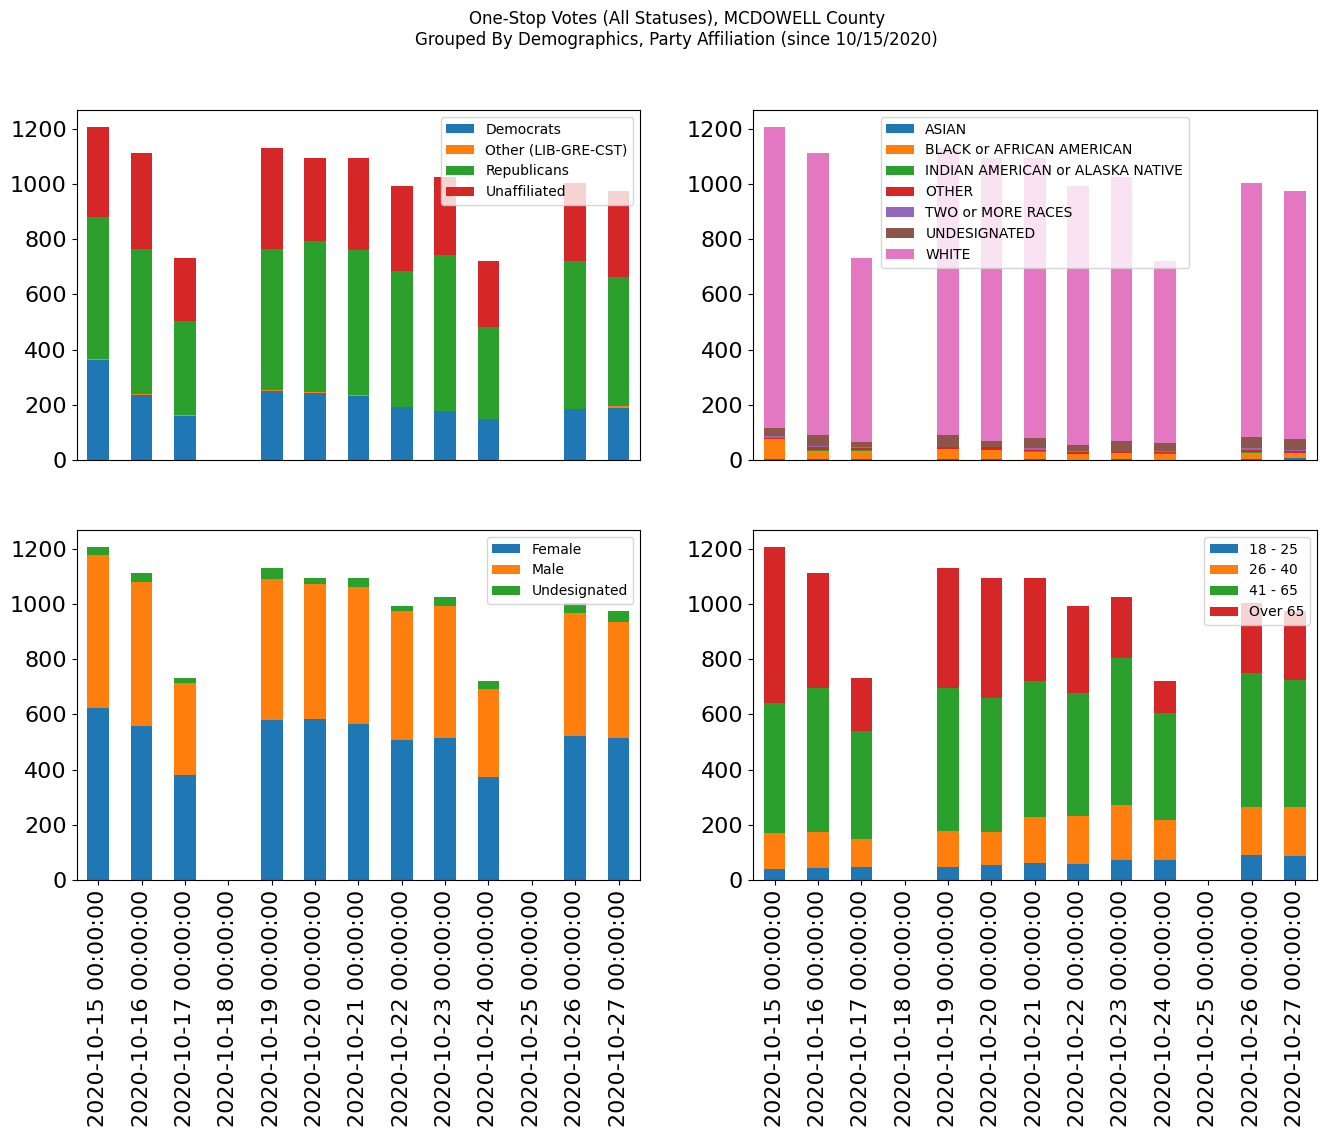 One-Stop Votes (All Statuses), MCDOWELL County
Grouped By Demographics, Party Affiliation (since 10/15/2020)
1200
1000
800
600
400
200
0
Democrats
Other (LIB-GRE-CST)
Republicans
Unaffiliated
1200
1000
800
600
400
200
0
ASIAN
BLACK or AFRICAN AMERICAN
INDIAN AMERICAN or ALASKA NATIVE
OTHER
TWO or MORE RACES
UNDESIGNATED
WHITE
1200
1000
800
600
400
200
0
Female
Male
Undesignated
2020-10-15 00:00:00
2020-10-16 00:00:00
2020-10-17 00:00:00
2020-10-18 00:00:00
2020-10-19 00:00:00
2020-10-20 00:00:00
2020-10-21 00:00:00
2020-10-22 00:00:00
2020-10-23 00:00:00
2020-10-24 00:00:00
2020-10-25 00:00:00
2020-10-26 00:00:00
2020-10-27 00:00:00
1200
1000
800
600
400
200
0
18 - 25
26 - 40
41 - 65
Over 65
2020-10-15 00:00:00
2020-10-16 00:00:00
2020-10-17 00:00:00
2020-10-18 00:00:00
2020-10-19 00:00:00
2020-10-20 00:00:00
2020-10-21 00:00:00
2020-10-22 00:00:00
2020-10-23 00:00:00
2020-10-24 00:00:00
2020-10-25 00:00:00
2020-10-26 00:00:00
2020-10-27 00:00:00